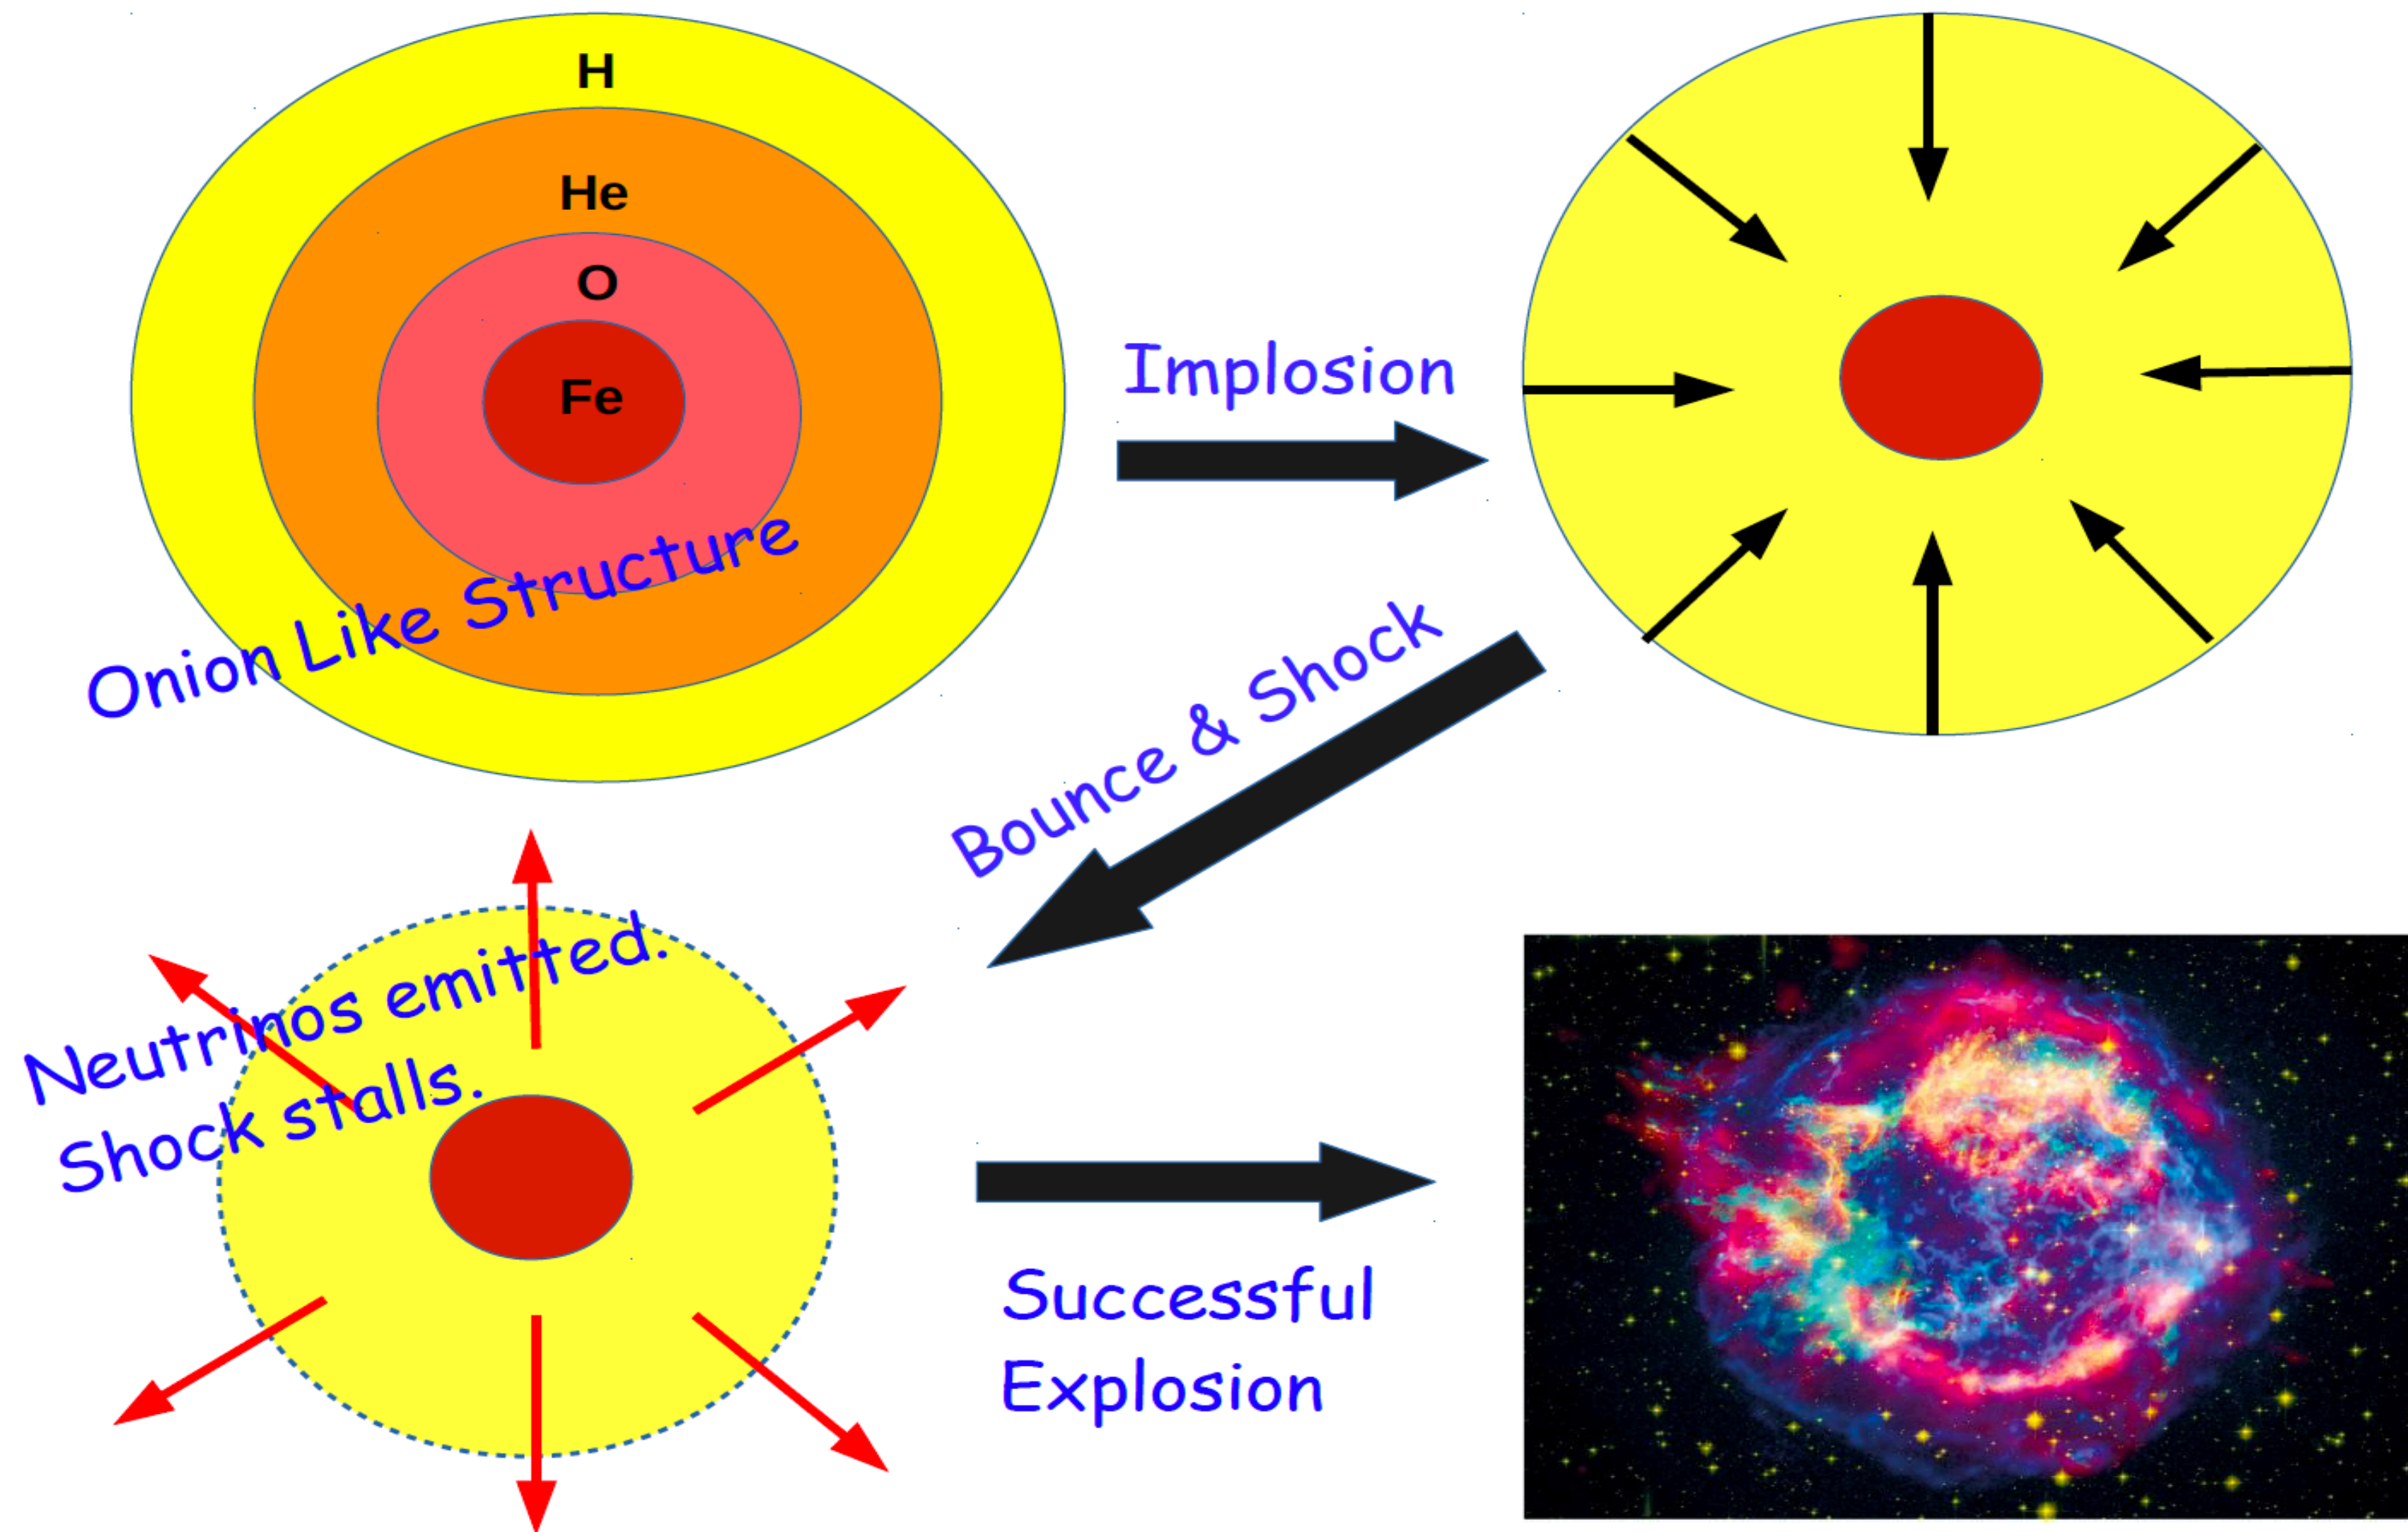 H
He
O
Fe
Onion Like Structure
Implosion
Bounce & Shock
Neutrinos emitted.
Shock stalls.
Successful
Explosion